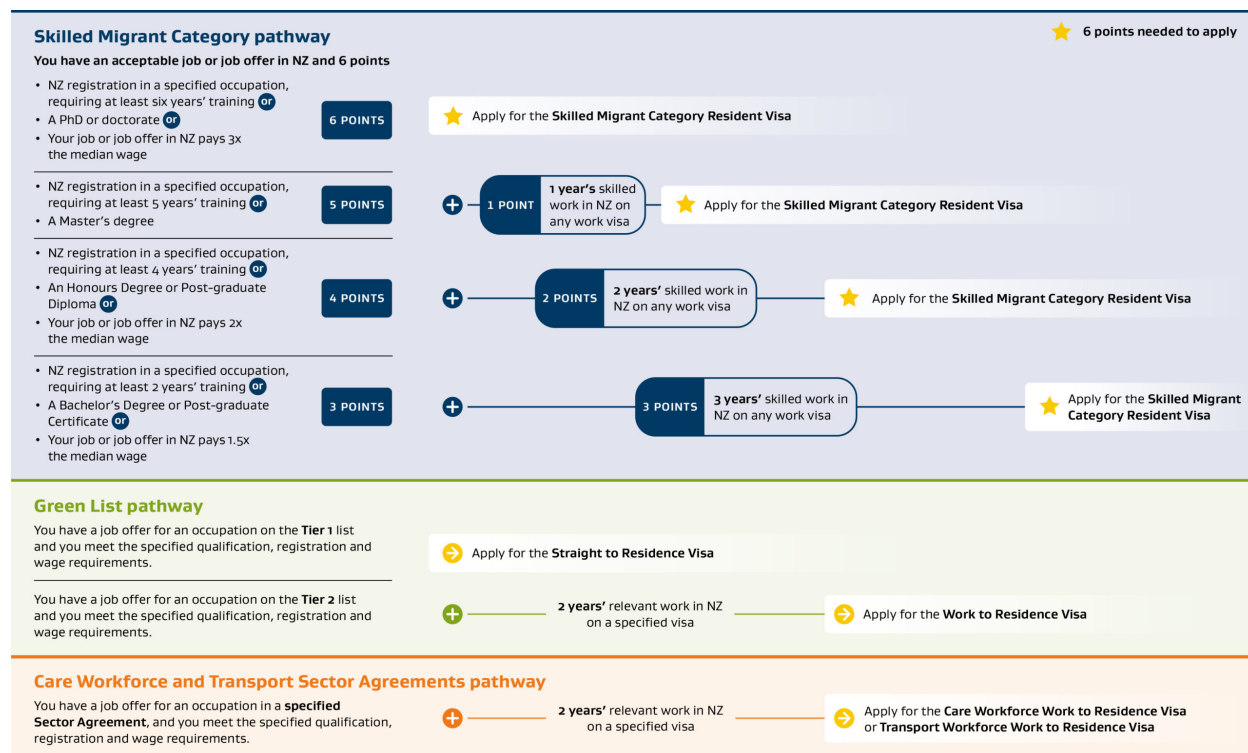 Skilled Migrant Category pathway
6 points needed to apply
You have an acceptable job or job offer in NZ and 6 points
• NZ registration in a specified occupation,
requiring at least six years' training or
• A PhD or doctorate or
• Your job or job offer in NZ pays 3x
the median wage
6 POINTS
Apply for the Skilled Migrant Category Resident Visa
• NZ registration in a specified occupation,
requiring at least 5 years' training or
• A Master's degree
5 POINTS
+
1 POINT
1 year's skilled
work in NZ on
any work visa
Apply for the Skilled Migrant Category Resident Visa
• NZ registration in a specified occupation,
requiring at least 4 years' training or
• An Honours Degree or Post-graduate
Diploma or
• Your job or job offer in NZ pays 2x
the median wage
4 POINTS
+
2 POINTS
2 years' skilled work in
NZ on any work visa
Apply for the Skilled Migrant Category Resident Visa
• NZ registration in a specified occupation,
requiring at least 2 years' training or
• A Bachelor's Degree or Post-graduate
Certificate or
• Your job or job offer in NZ pays 1.5x
the median wage
3 POINTS
+
3 POINTS
3 years' skilled work in
NZ on any work visa
Apply for the Skilled Migrant
Category Resident Visa
Green List pathway
You have a job offer for an occupation on the Tier 1 list
and you meet the specified qualification, registration and
wage requirements.
Apply for the Straight to Residence Visa
You have a job offer for an occupation on the Tier 2 list
and you meet the specified qualification, registration and
wage requirements.
+
2 years' relevant work in NZ
on a specified visa
Apply for the Work to Residence Visa
Care Workforce and Transport Sector Agreements pathway
You have a job offer for an occupation in a specified
Sector Agreement, and you meet the specified qualification,
registration and wage requirements.
+
2 years' relevant work in NZ
on a specified visa
Apply for the Care Workforce Work to Residence Visa
or Transport Workforce Work to Residence Visa